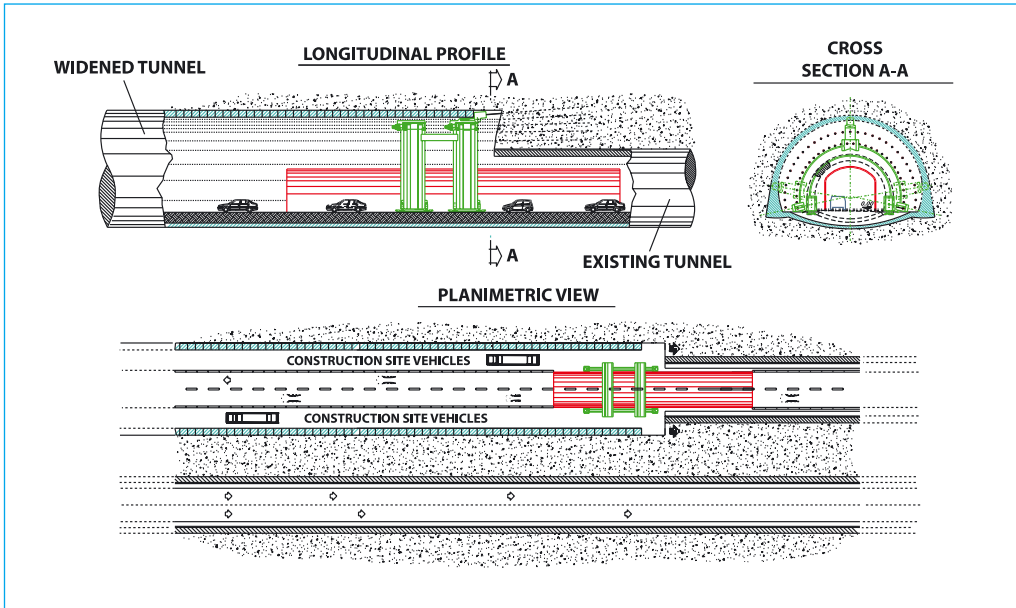 LONGITUDINAL PROFILE
CROSS
SECTION A-A
WIDENED TUNNEL
A
A
EXISTING TUNNEL
PLANIMETRIC VIEW
CONSTRUCTION SITE VEHICLES
CONSTRUCTION SITE VEHICLES